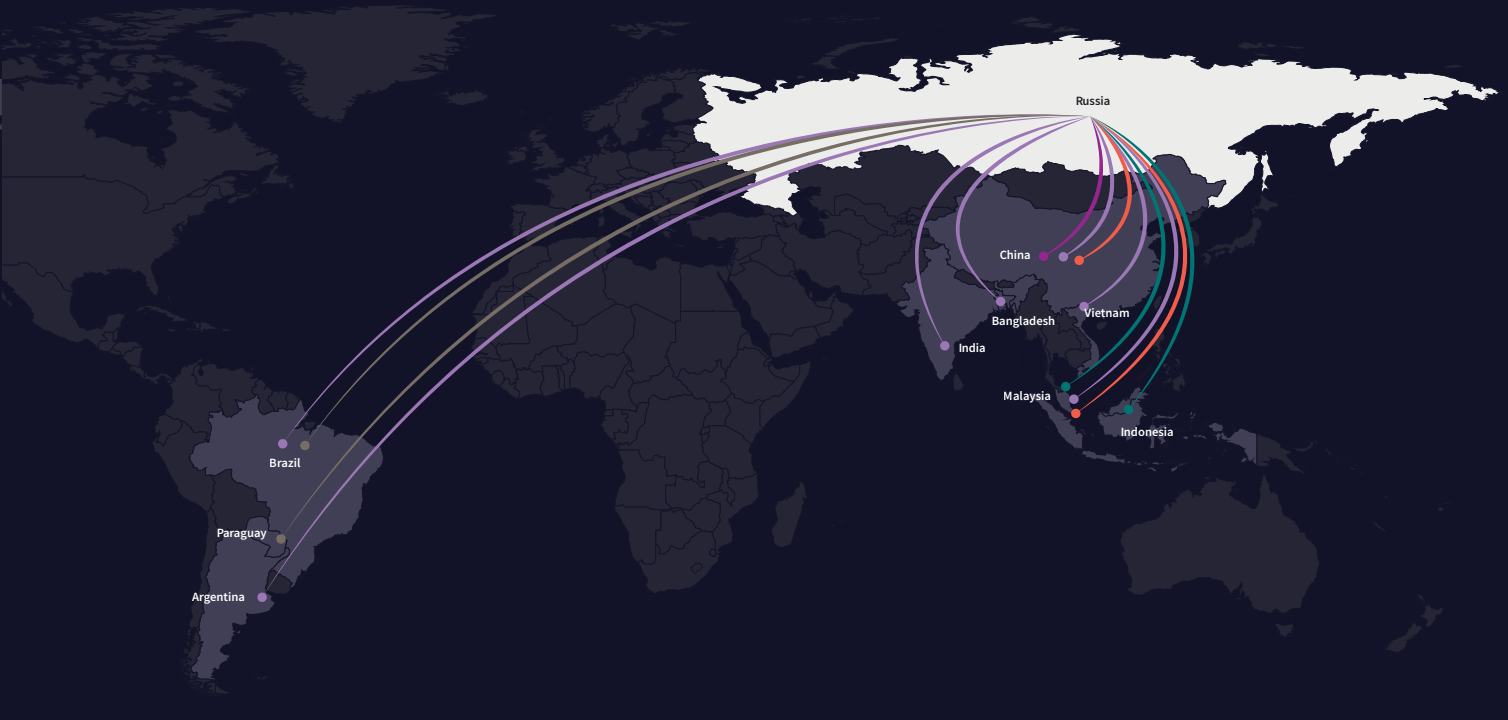 Russia
China
Vietnam
Bangladesh
India
Malaysia
Indonesia
Brazil
Paraguay
Argentina